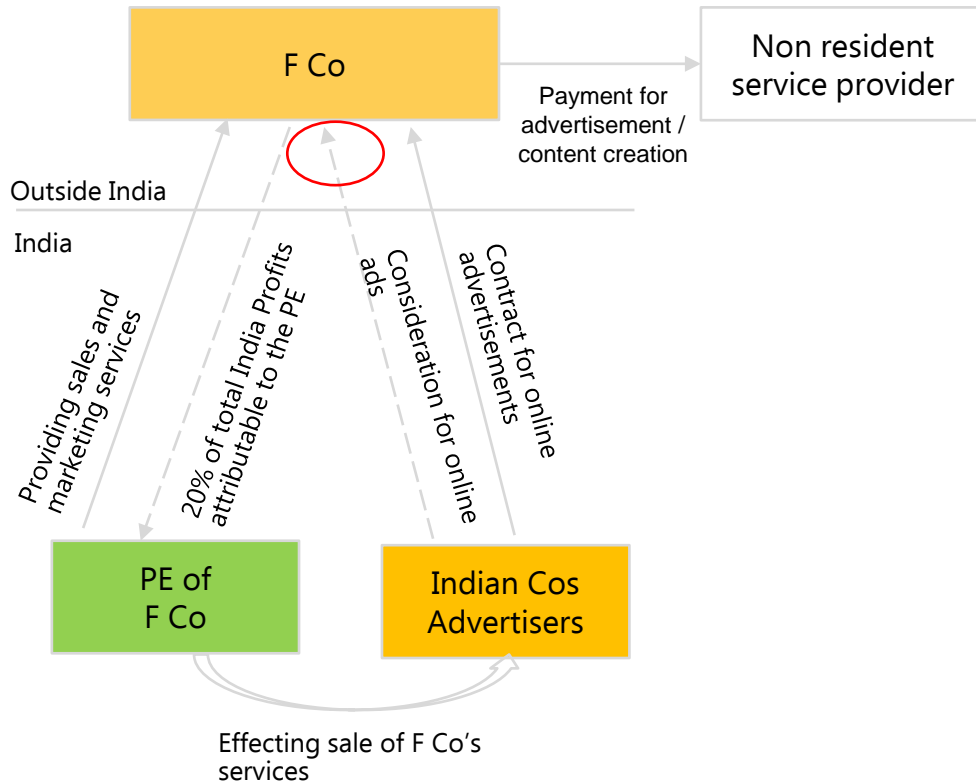 F Co
Non resident
service provider
Payment for
advertisement /
content creation
Outside India
India
Providing sales and
marketing services
20% of total India Profits
attributable to the PE
Consideration for online
ads
Contract for online
advertisements
PE of
F Co
Indian Cos
Advertisers
Effecting sale of F Co's
services